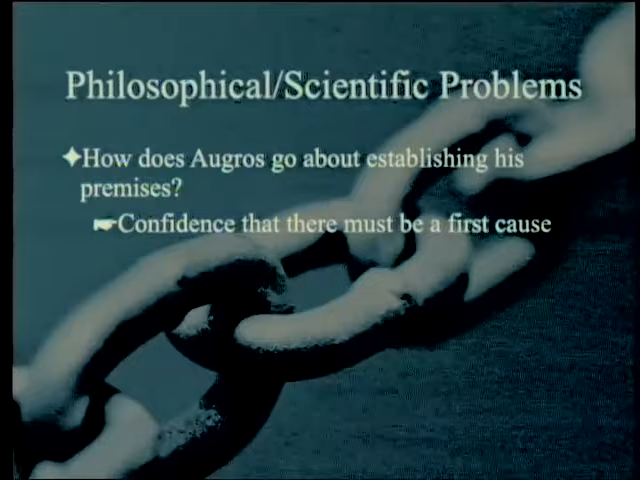 Philosophical/Scientific Problems
How does Augros go about establishing his
premises?
Confidence that there must be a first cause